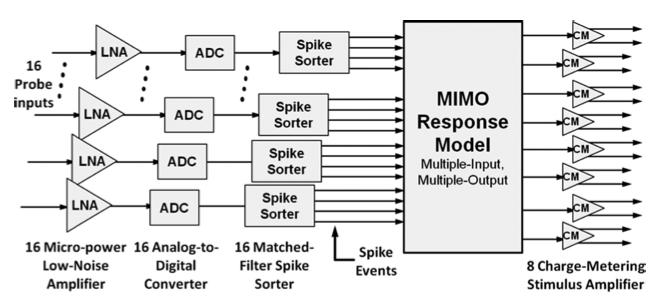 LNA
ADC
Spike
Sorter
16
Probe
inputs
LNA
ADC
Spike
Sorter
LNA
ADC
Spike
Sorter
LNA
ADC
Spike
Sorter
MIMO
Response
Model
Multiple-Input,
Multiple-Output
CM
CM
CM
CM
CM
CM
CM
CM
16 Micro-power
Low-Noise
Amplifier
16 Analog-to-
Digital
Converter
16 Matched-
Filter Spike
Sorter
Spike
Events
8 Charge-Metering
Stimulus Amplifier